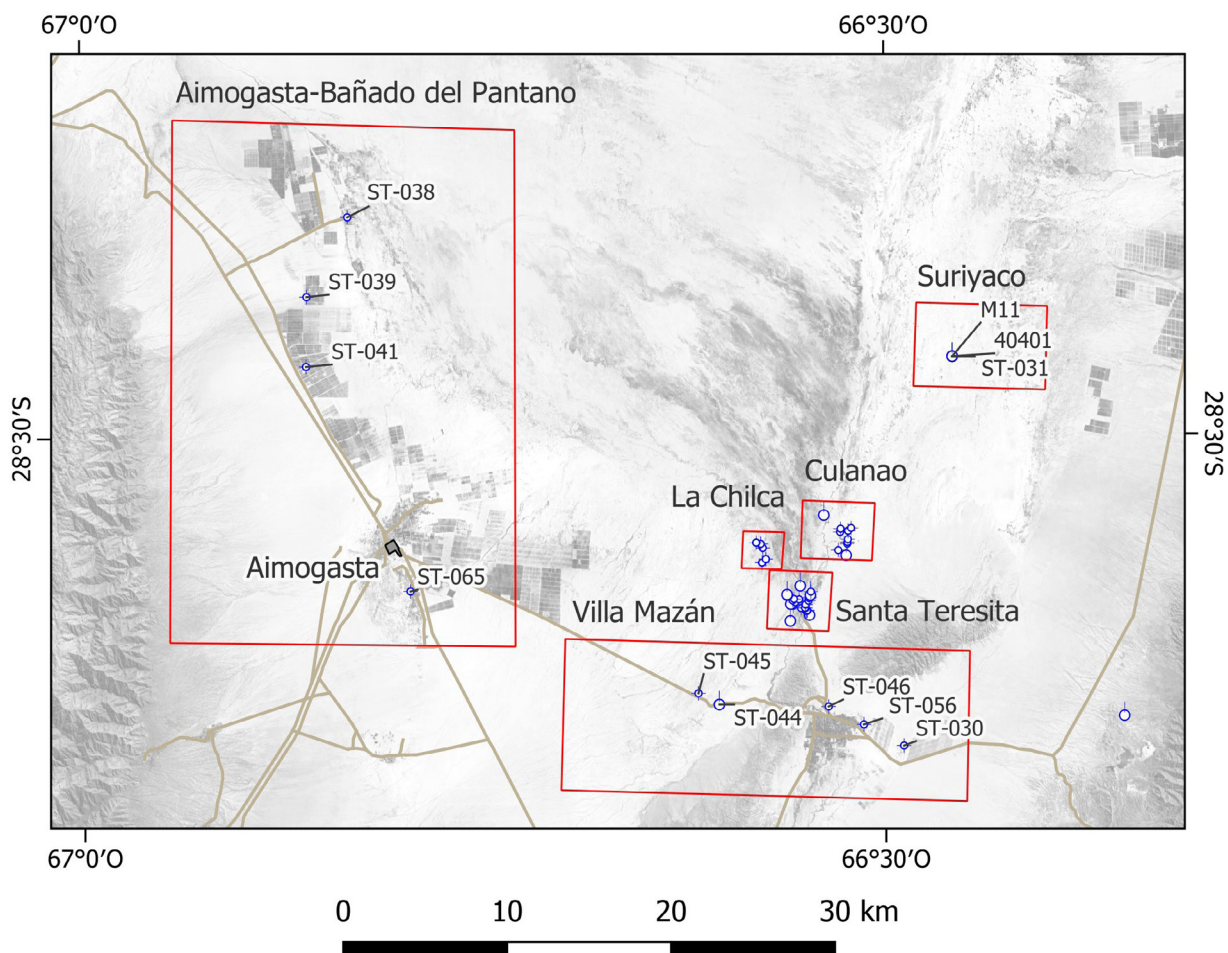 67°0′O
66°30′O
Aimogasta-Bañado del Pantano
ST-038
ST-039
Suriyaco
M11
40401
ST-031
ST-041
28°30′S
28°30′S
Culanao
La Chilca
Aimogasta
ST-065
Villa Mazán
Santa Teresita
ST-045
ST-046
ST-044
ST-056
ST-030
67°0′O
66°30′O
0
10
20
30 km